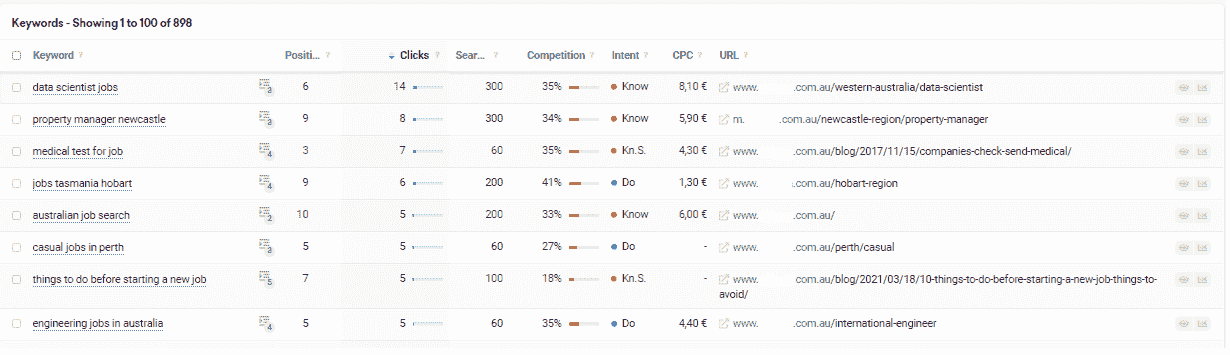 Keywords - Showing 1 to 100 of 898
Keyword ? Positi... ? Clicks ? Sear... ? Competition ? Intent ? CPC ? URL ?
data scientist jobs 3 6 14 300 35% Know 8,10 € www. .com.au/western-australia/data-scientist
property manager newcastle 3 9 8 300 34% Know 5,90 € m. .com.au/newcastle-region/property-manager
medical test for job 4 3 7 60 35% Kn.S. 4,30 € www. .com.au/blog/2017/11/15/companies-check-send-medical/
jobs tasmania hobart 4 9 6 200 41% Do 1,30 € www. .com.au/hobart-region
australian job search 2 10 5 200 33% Know 6,00 € www. .com.au/
casual jobs in perth 3 5 5 60 27% Do - www. .com.au/perth/casual
things to do before starting a new job 5 7 5 100 18% Kn.S. - www. .com.au/blog/2021/03/18/10-things-to-do-before-starting-a-new-job-things-to-
avoid/
engineering jobs in australia 4 5 5 60 35% Do 4,40 € www. .com.au/international-engineer